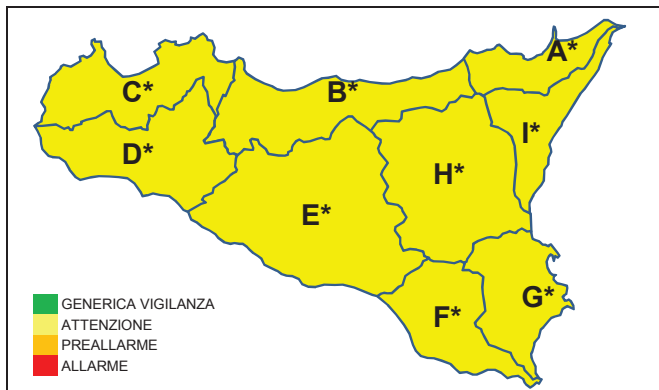 A*
C*
B*
I*
D*
H*
E*
G*
F*
GENERICA VIGILANZA
ATTENZIONE
PREALLARME
ALLARME